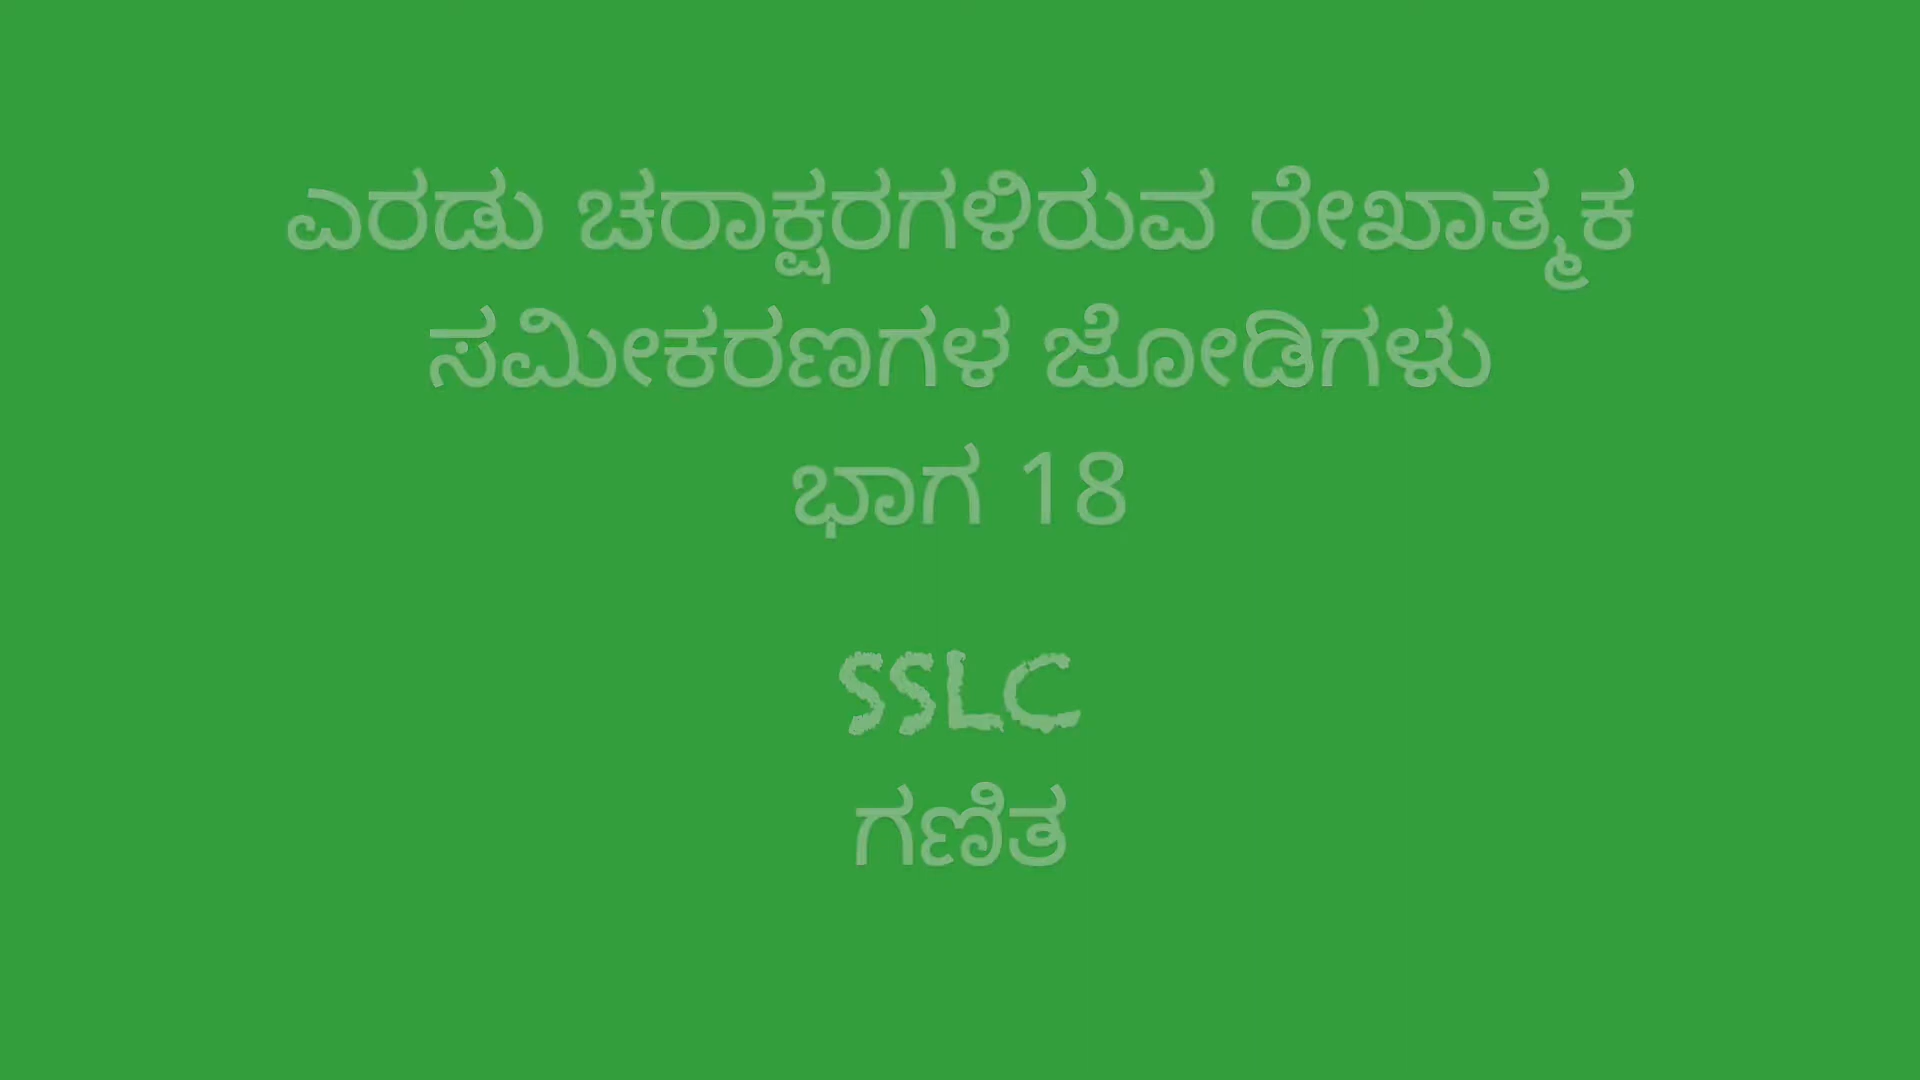 ಎರಡು ಚರಾಕ್ಷರಗಳಿರುವ ರೇಖಾತ್ಮಕ
ಸಮೀಕರಣಗಳ ಜೋಡಿಗಳು
ಭಾಗ 18
SSLC
ಗಣಿತ